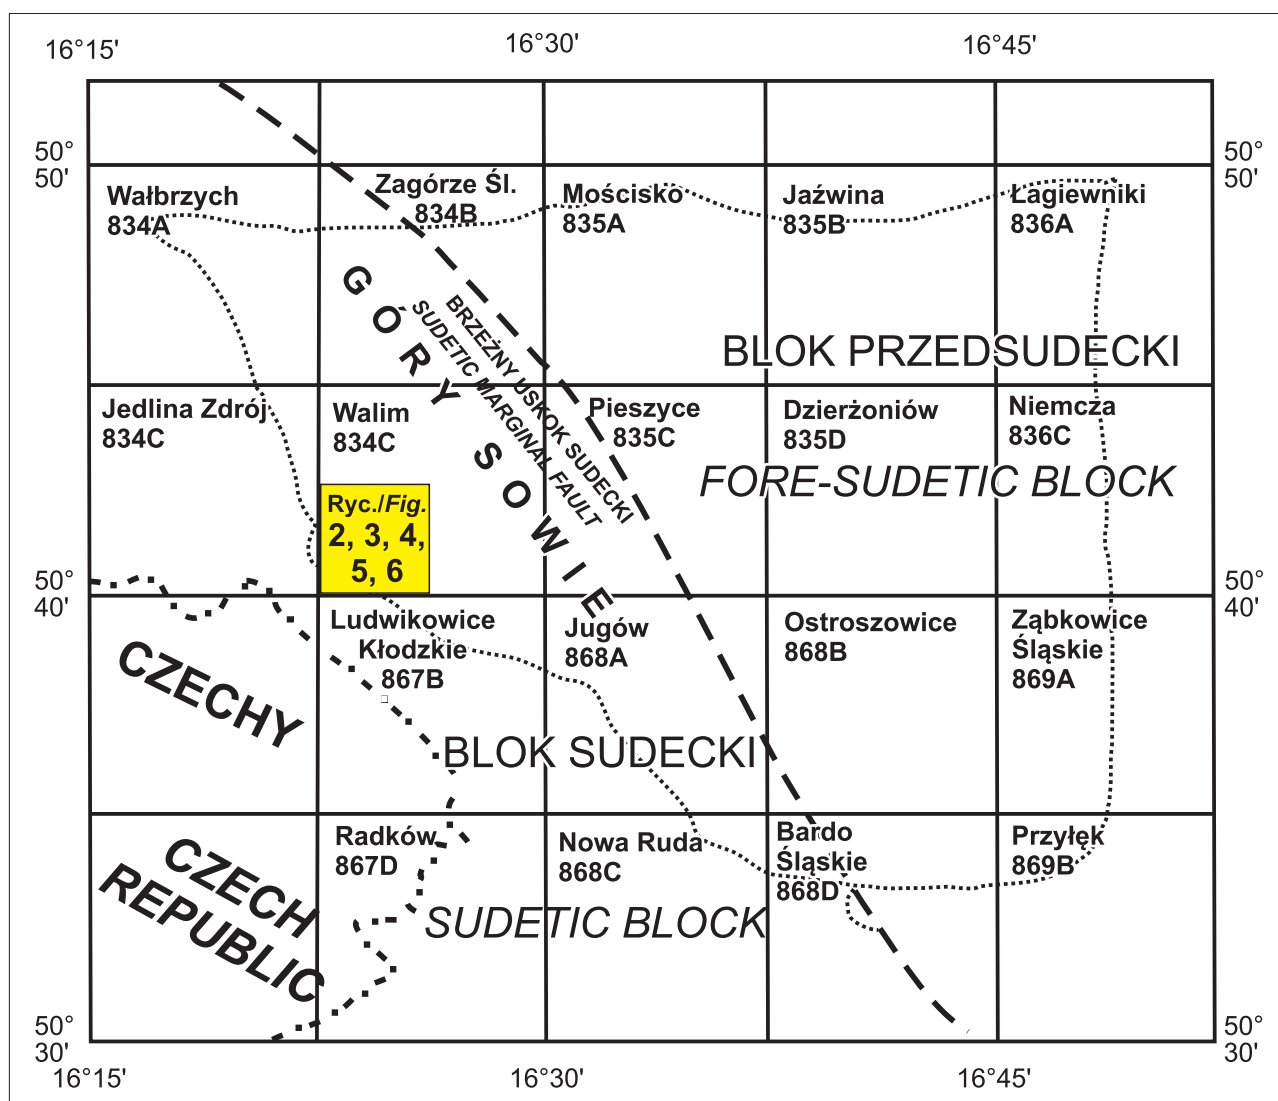 16°15'
16°30'
16°45'
50°
50'
50°
50'
Wałbrzych
834A
Zagórze Śl.
834B
Mościsko
835A
Jaźwina
835B
Łagiewniki
836A
GÓRY SOWIE
BRZEŻNY USKOK SUDECKI
SUDETIC MARGINAL FAULT
BLOK PRZEDSUDECKI
Jedlina Zdrój
834C
Walim
834C
Pieszyce
835C
Dzierżoniów
835D
Niemcza
836C
FORE-SUDETIC BLOCK
Ryc./Fig.
2, 3, 4,
5, 6
50°
40'
50°
40'
Ludwikowice
Kłodzkie
867B
Jugów
868A
Ostroszowice
868B
Ząbkowice
Śląskie
869A
CZECHY
BLOK SUDECKI
Radków
867D
Nowa Ruda
868C
Bardo
Śląskie
868D
Przyłęk
869B
CZECH
REPUBLIC
SUDETIC BLOCK
50°
30'
50°
30'
16°15'
16°30'
16°45'